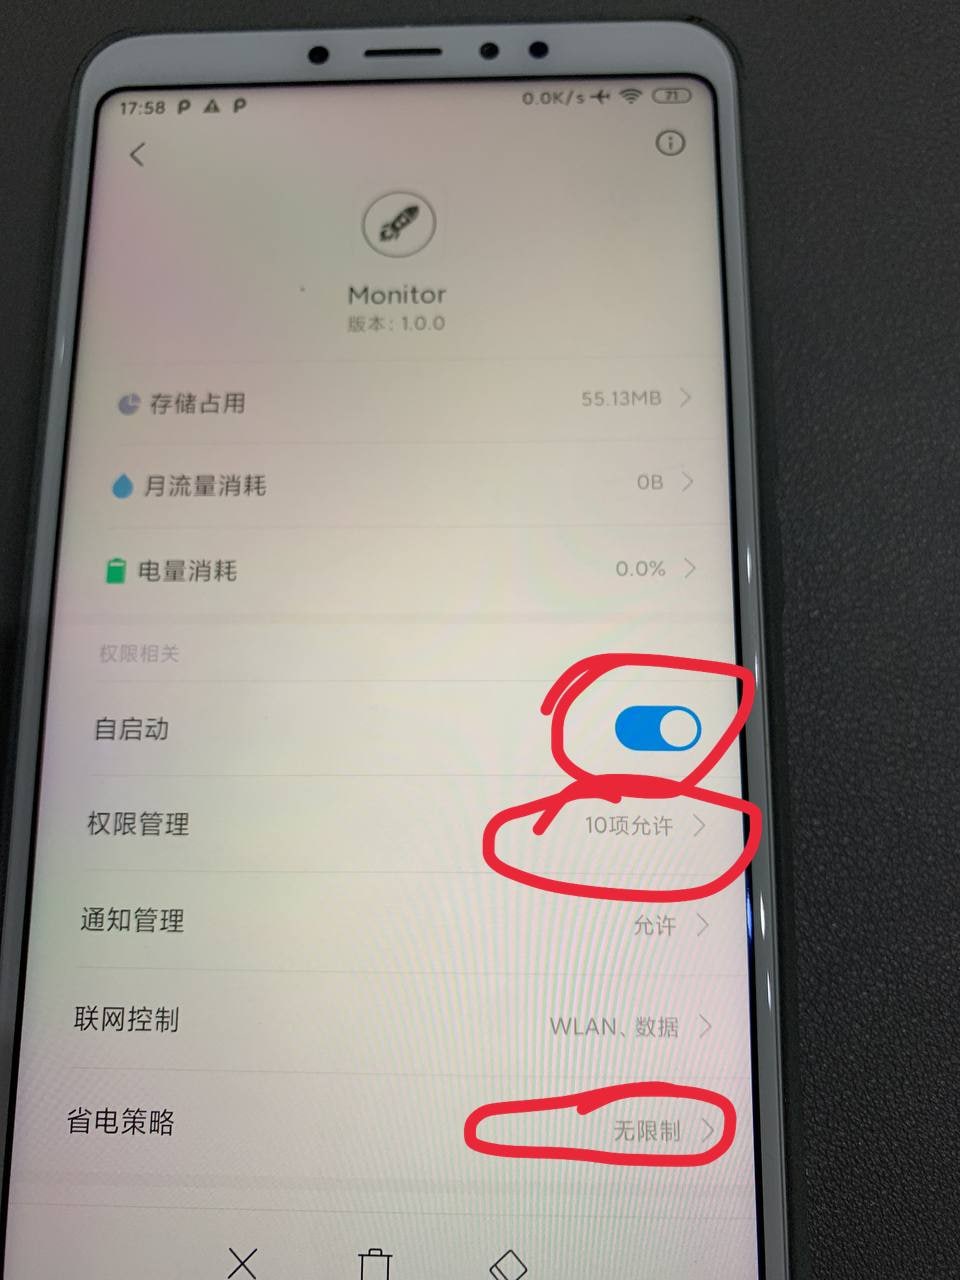 17:58 P P 0.0K/s 71
Monitor
版本: 1.0.0
存储占用 55.13MB
月流量消耗 0B
电量消耗 0.0%
权限相关
自启动
权限管理 10项允许
通知管理 允许
联网控制 WLAN、数据
省电策略 无限制